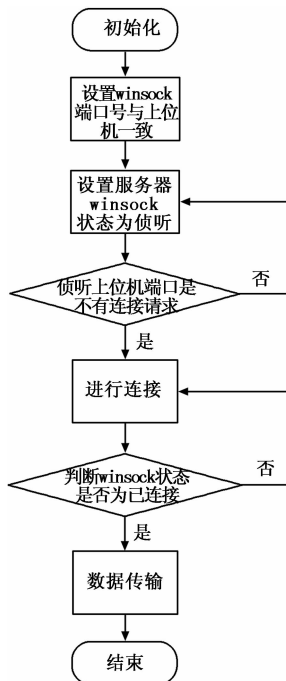 初始化
设置winsock
端口号与上位
机一致
设置服务器
winsock
状态为侦听
侦听上位机端口是
不有连接请求
否
是
进行连接
判断winsock状态
是否为已连接
否
是
数据传输
结束